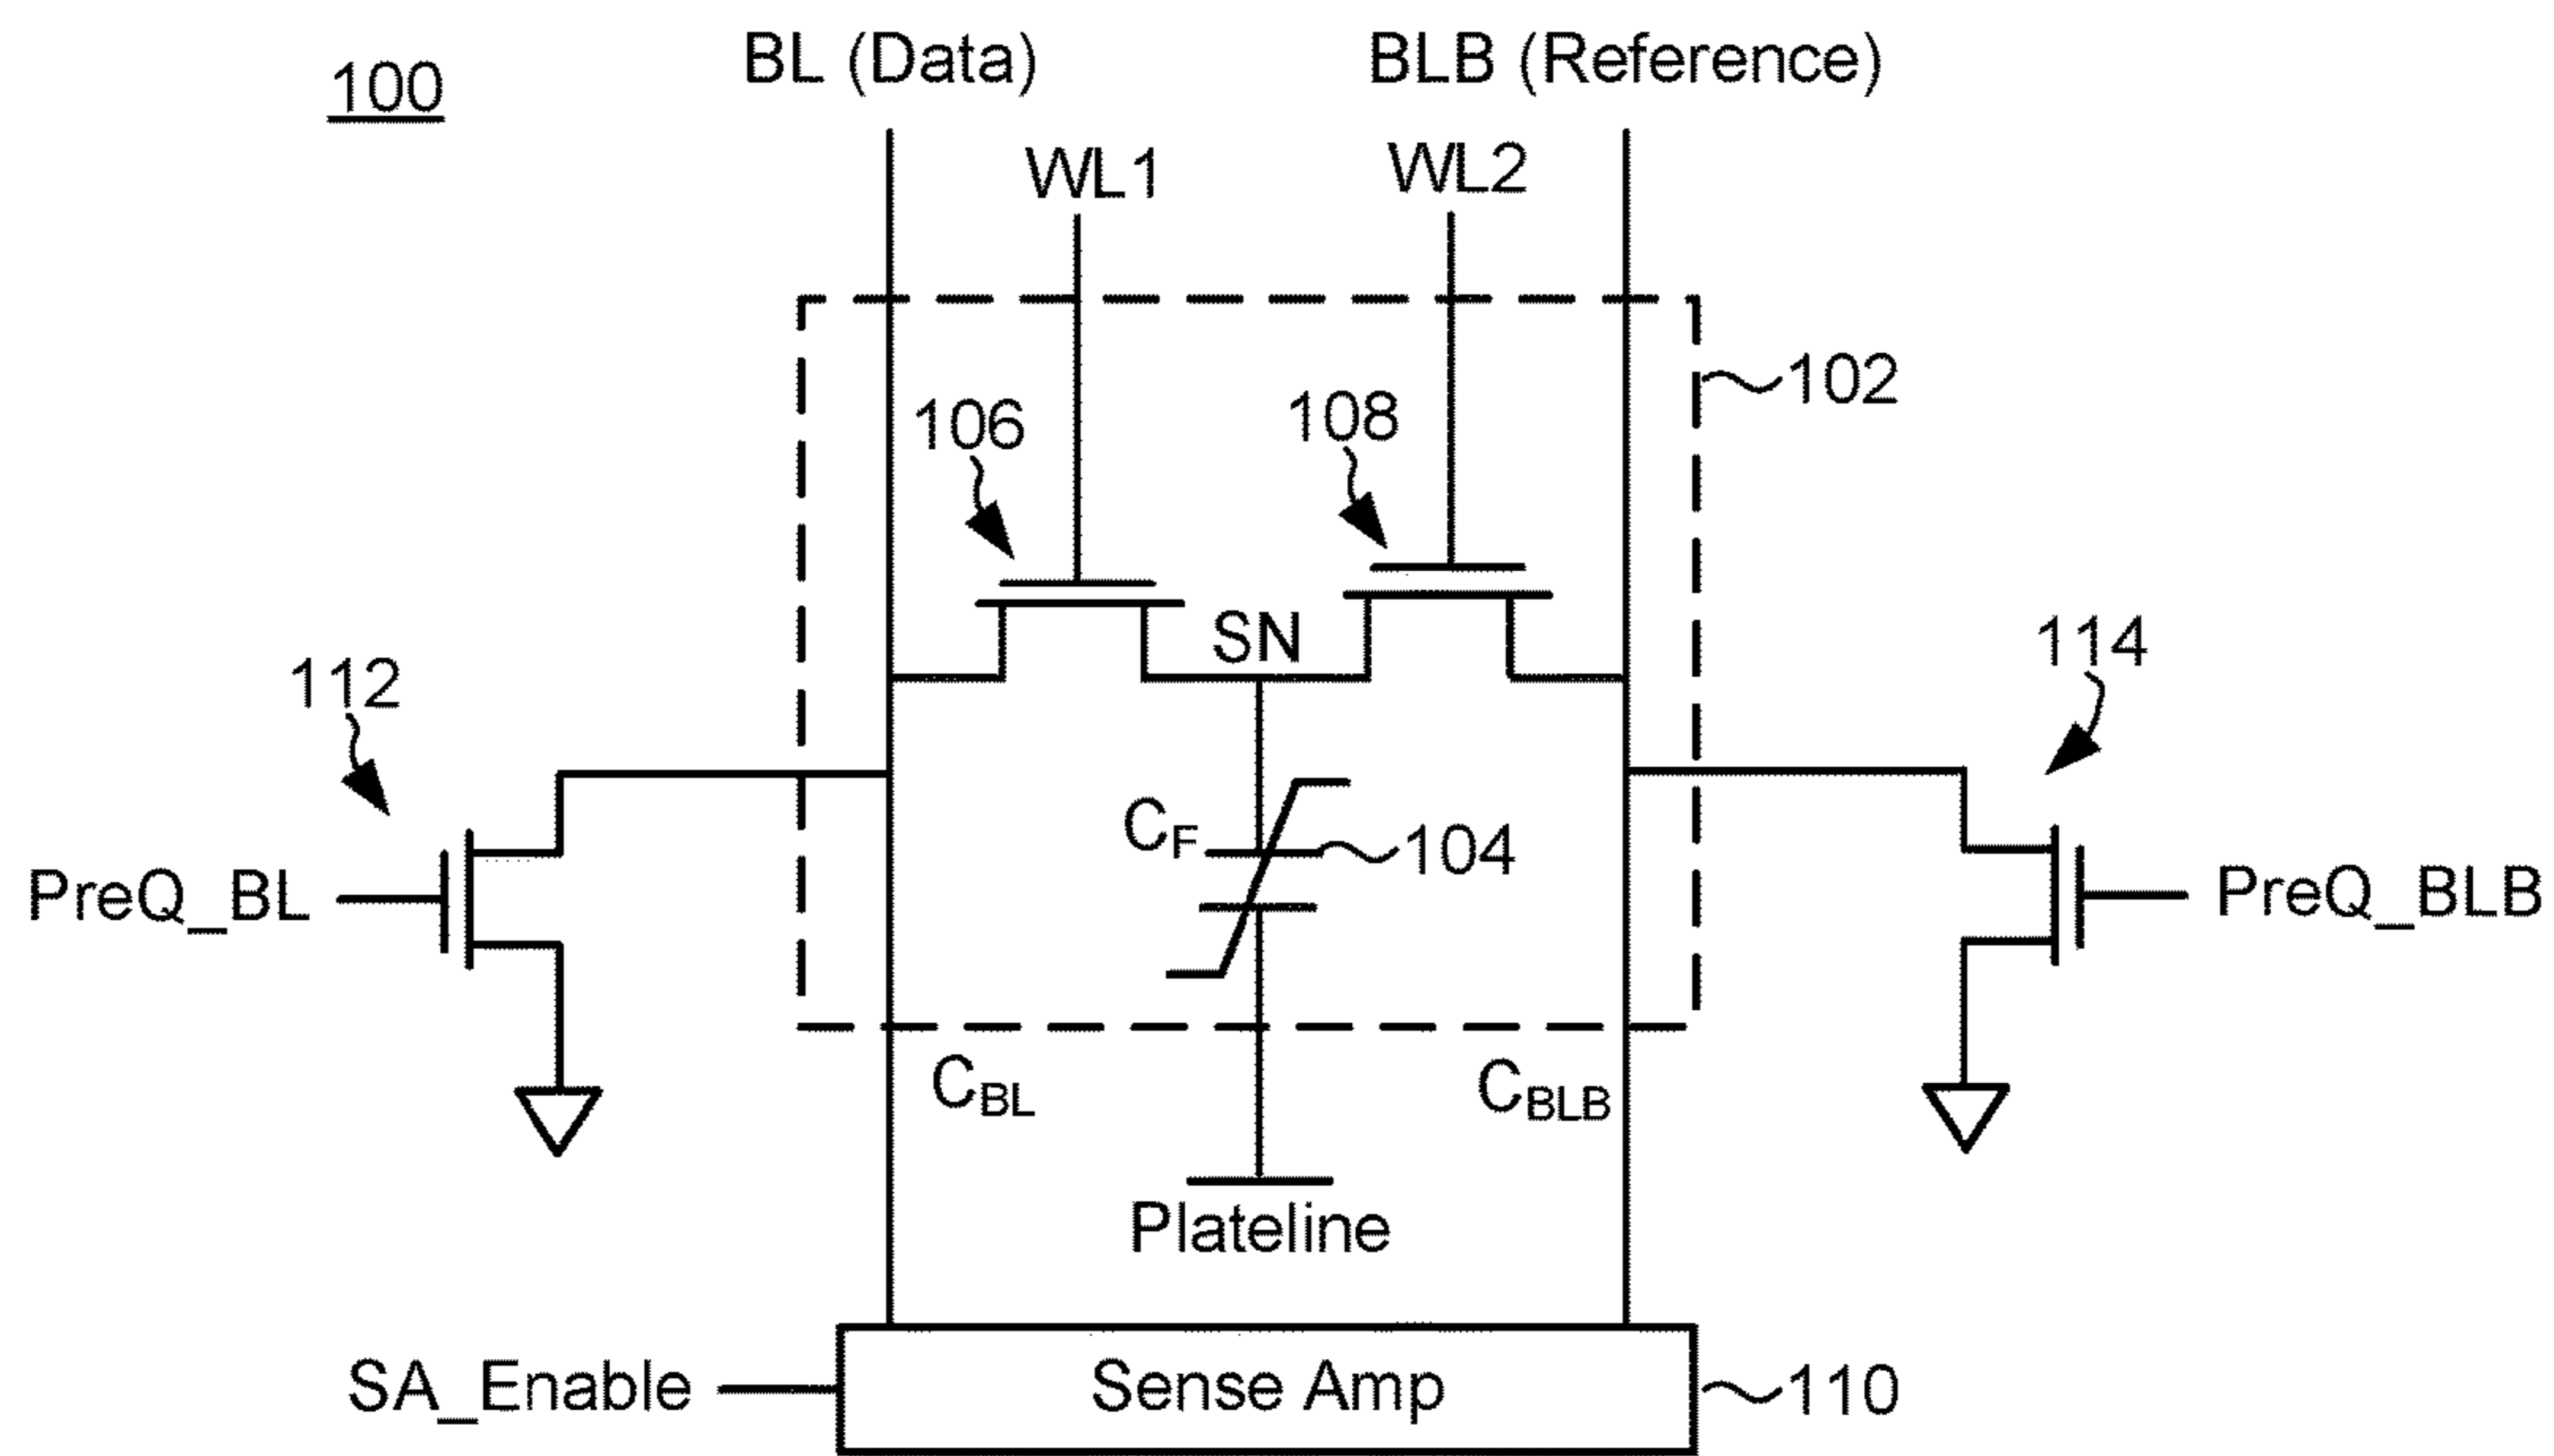 100
BL (Data)
BLB (Reference)
WL1
WL2
102
106
108
SN
112
114
CF
104
PreQ_BL
PreQ_BLB
CBL
CBLB
Plateline
SA_Enable
Sense Amp
110